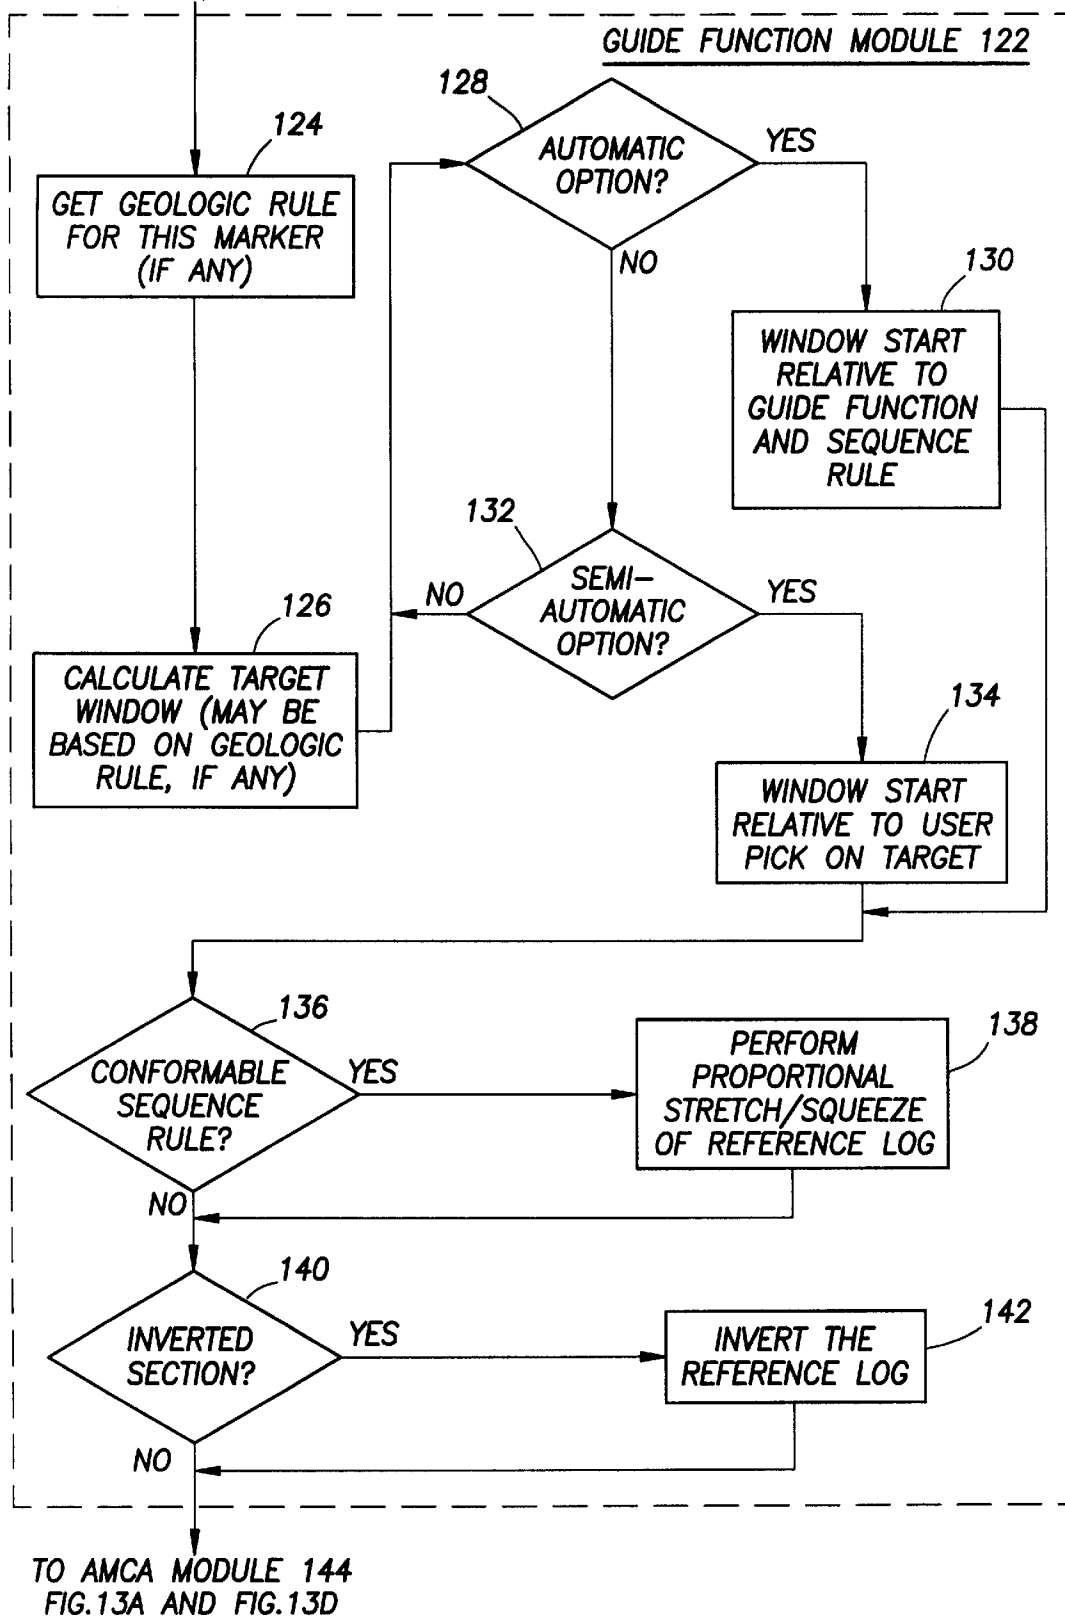 GUIDE FUNCTION MODULE 122
124
GET GEOLOGIC RULE
FOR THIS MARKER
(IF ANY)
128
AUTOMATIC
OPTION?
YES
NO
130
WINDOW START
RELATIVE TO
GUIDE FUNCTION
AND SEQUENCE
RULE
132
SEMI-
AUTOMATIC
OPTION?
NO
YES
126
CALCULATE TARGET
WINDOW (MAY BE
BASED ON GEOLOGIC
RULE, IF ANY)
134
WINDOW START
RELATIVE TO USER
PICK ON TARGET
136
CONFORMABLE
SEQUENCE
RULE?
YES
NO
138
PERFORM
PROPORTIONAL
STRETCH/SQUEEZE
OF REFERENCE LOG
140
INVERTED
SECTION?
YES
NO
142
INVERT THE
REFERENCE LOG
TO AMCA MODULE 144
FIG.13A AND FIG.13D